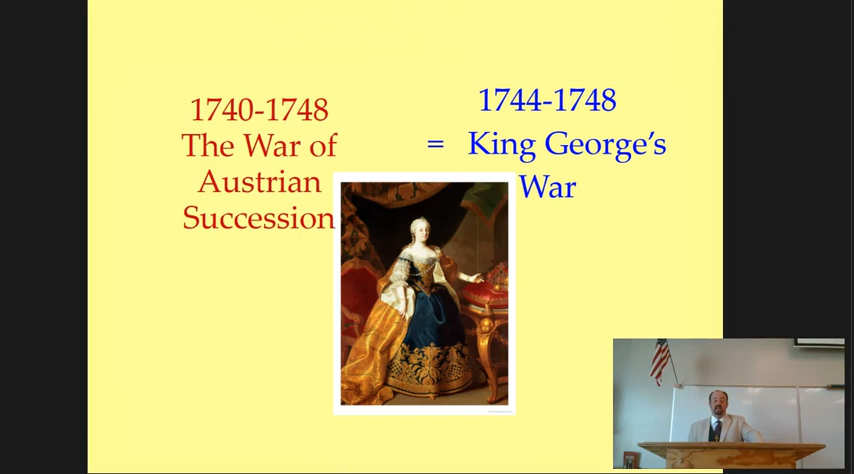 1740-1748
The War of
Austrian
Succession
1744-1748
= King George's
War